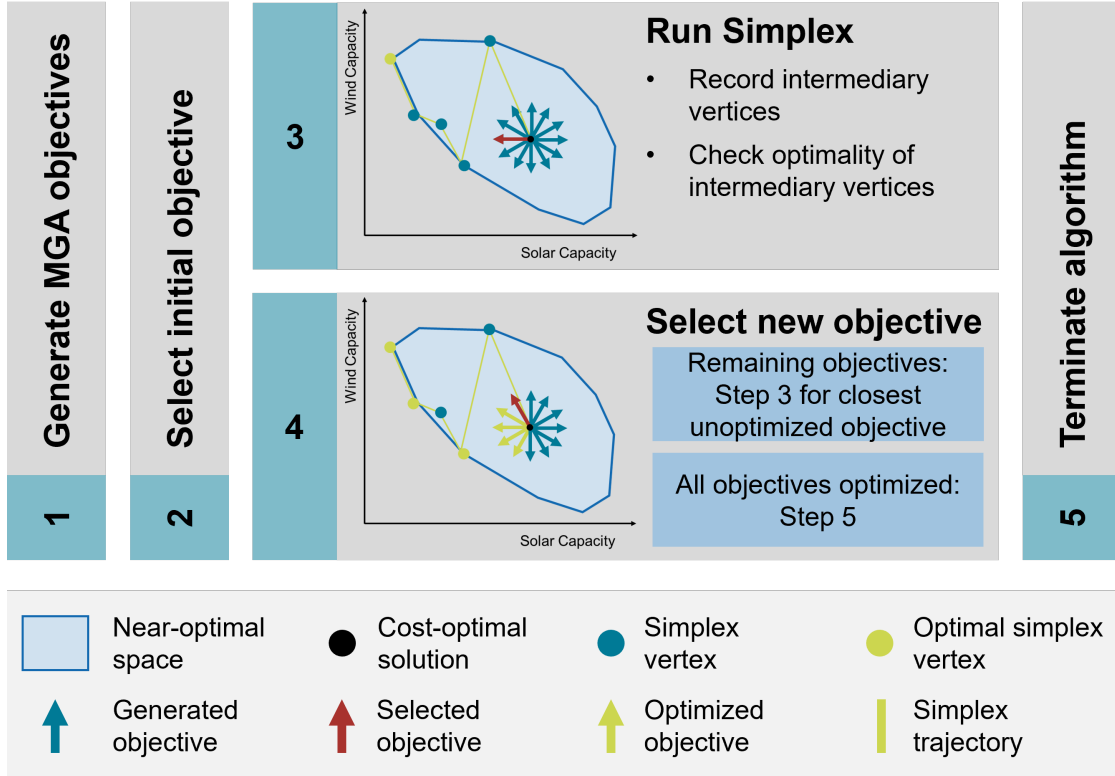 Generate MGA objectives
1
Select initial objective
2
3
Wind Capacity
Solar Capacity
Run Simplex
• Record intermediary
vertices
• Check optimality of
intermediary vertices
4
Wind Capacity
Solar Capacity
Select new objective
Remaining objectives:
Step 3 for closest
unoptimized objective
All objectives optimized:
Step 5
Terminate algorithm
5
Near-optimal
space
Cost-optimal
solution
Simplex
vertex
Optimal simplex
vertex
Generated
objective
Selected
objective
Optimized
objective
Simplex
trajectory